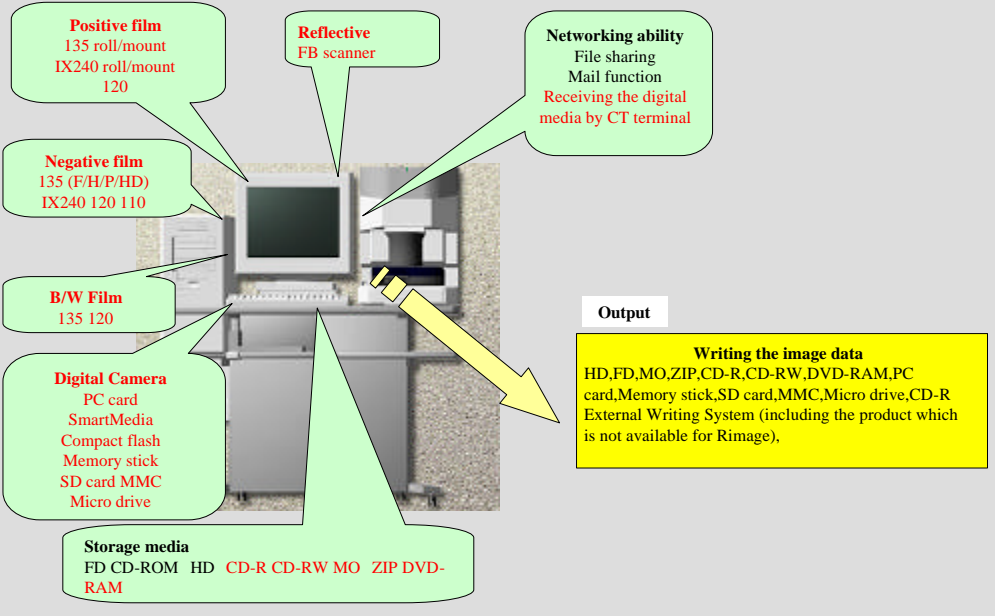 Positive film
135 roll/mount
IX240 roll/mount
120
Reflective
FB scanner
Networking ability
File sharing
Mail function
Receiving the digital
media by CT terminal
Negative film
135 (F/H/P/HD)
IX240 120 110
B/W Film
135 120
Output
Writing the image data
HD,FD,MO,ZIP,CD-R,CD-RW,DVD-RAM,PC
card,Memory stick,SD card,MMC,Micro drive,CD-R
External Writing System (including the product which
is not available for Rimage),
Digital Camera
PC card
SmartMedia
Compact flash
Memory stick
SD card MMC
Micro drive
Storage media
FD CD-ROM HD CD-R CD-RW MO ZIP DVD-
RAM